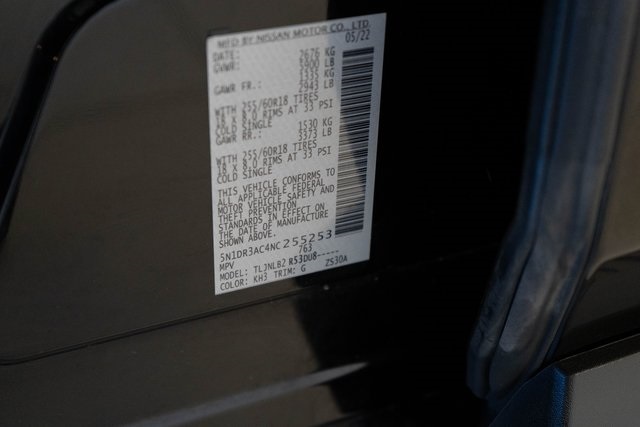 MFD BY NISSAN MOTOR CO., LTD.
DATE: 05/22
GVWR: 2676 KG
5900 LB
GAWR FR.: 1335 KG
2943 LB
WITH 255/60R18 TIRES
18 X 8.0 RIMS AT 33 PSI
COLD SINGLE
GAWR RR.: 1530 KG
3373 LB
WITH 255/60R18 TIRES
18 X 8.0 RIMS AT 33 PSI
COLD SINGLE
THIS VEHICLE CONFORMS TO
ALL APPLICABLE FEDERAL
MOTOR VEHICLE SAFETY AND
THEFT PREVENTION
STANDARDS IN EFFECT ON
THE DATE OF MANUFACTURE
SHOWN ABOVE.
5N1DR3AC4NC255253
MPV /63
MODEL: TLJNLB2 R53DU8-----
COLOR: KH3 TRIM: G ZS30A